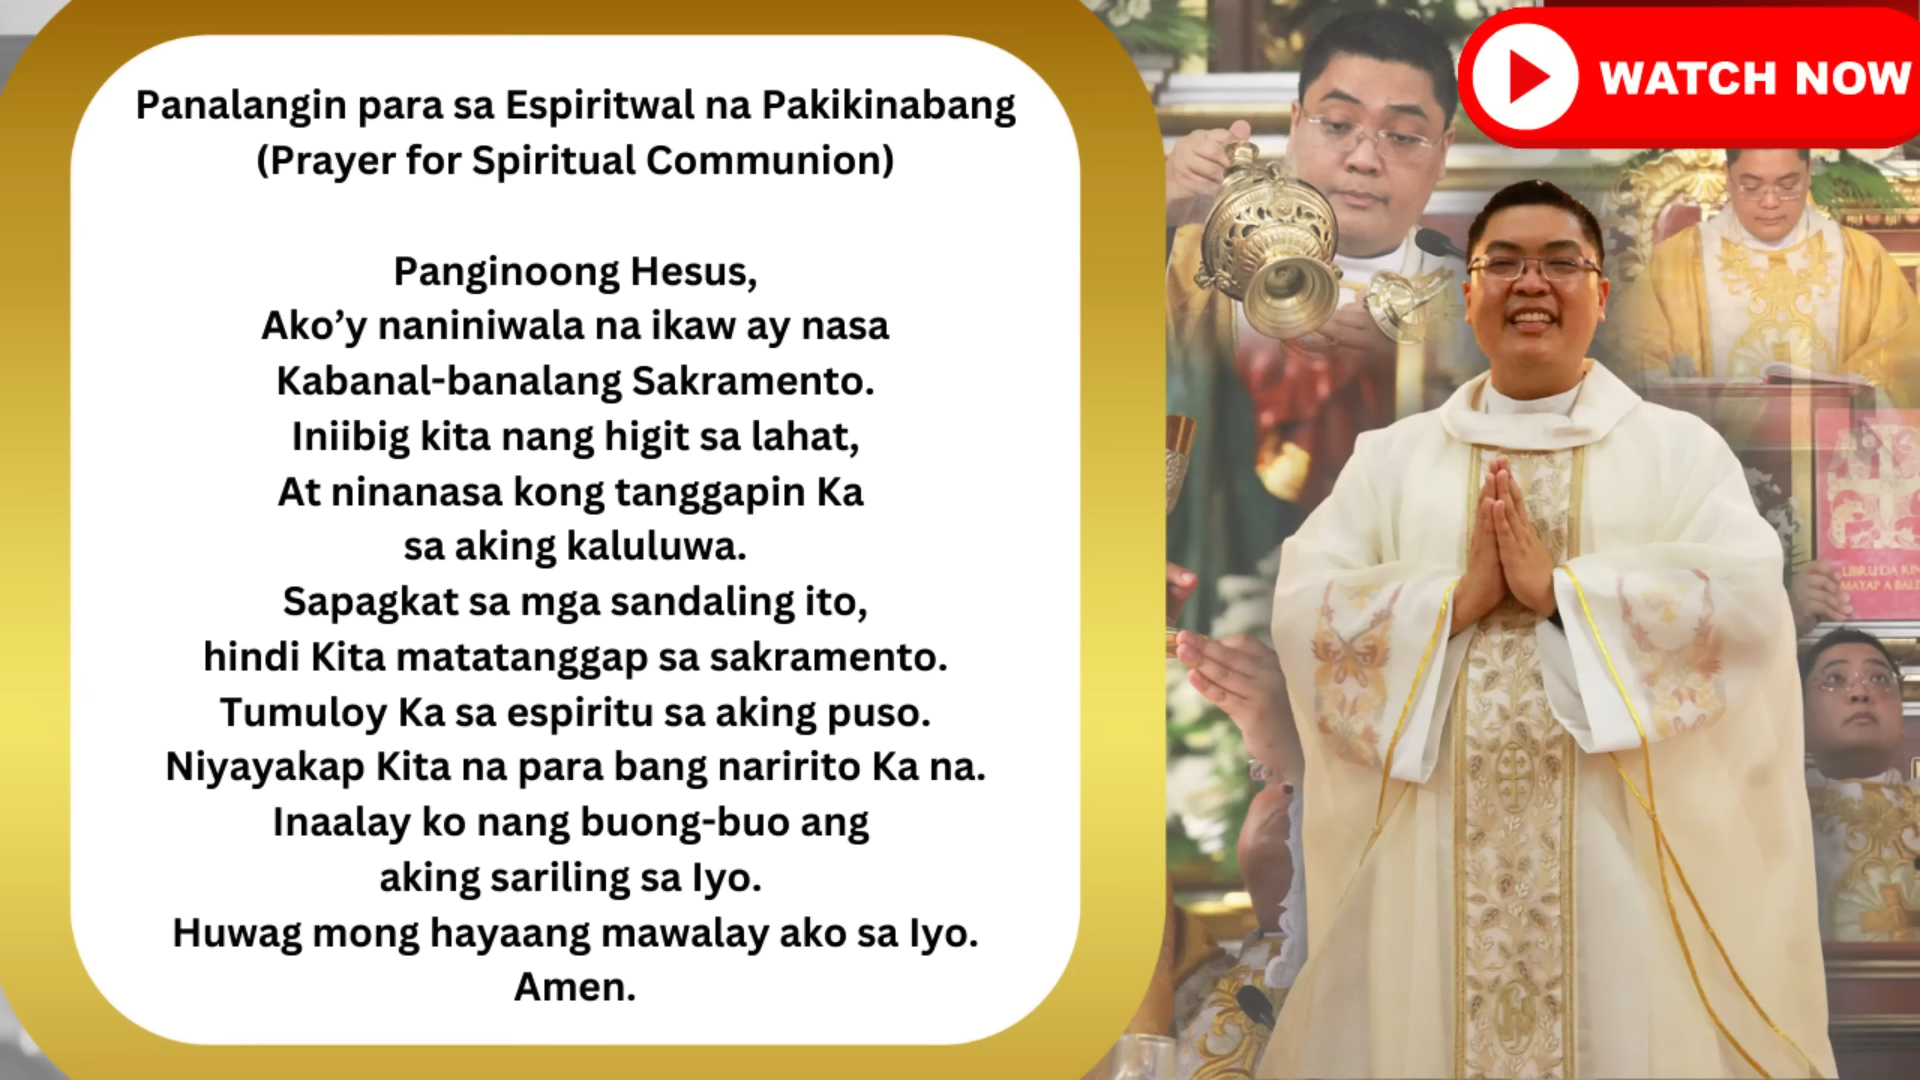 Panalangin para sa Espiritwal na Pakikinabang
(Prayer for Spiritual Communion)
Panginoong Hesus,
Ako’y naniniwala na ikaw ay nasa
Kabanal-banalang Sakramento.
Iniibig kita nang higit sa lahat,
At ninanasa kong tanggapin Ka
sa aking kaluluwa.
Sapagkat sa mga sandaling ito,
hindi Kita matatanggap sa sakramento.
Tumuloy Ka sa espiritu sa aking puso.
Niyayakap Kita na para bang naririto Ka na.
Inaalay ko nang buong-buo ang
aking sariling sa Iyo.
Huwag mong hayaang mawalay ako sa Iyo.
Amen.
WATCH NOW
MAYAP A